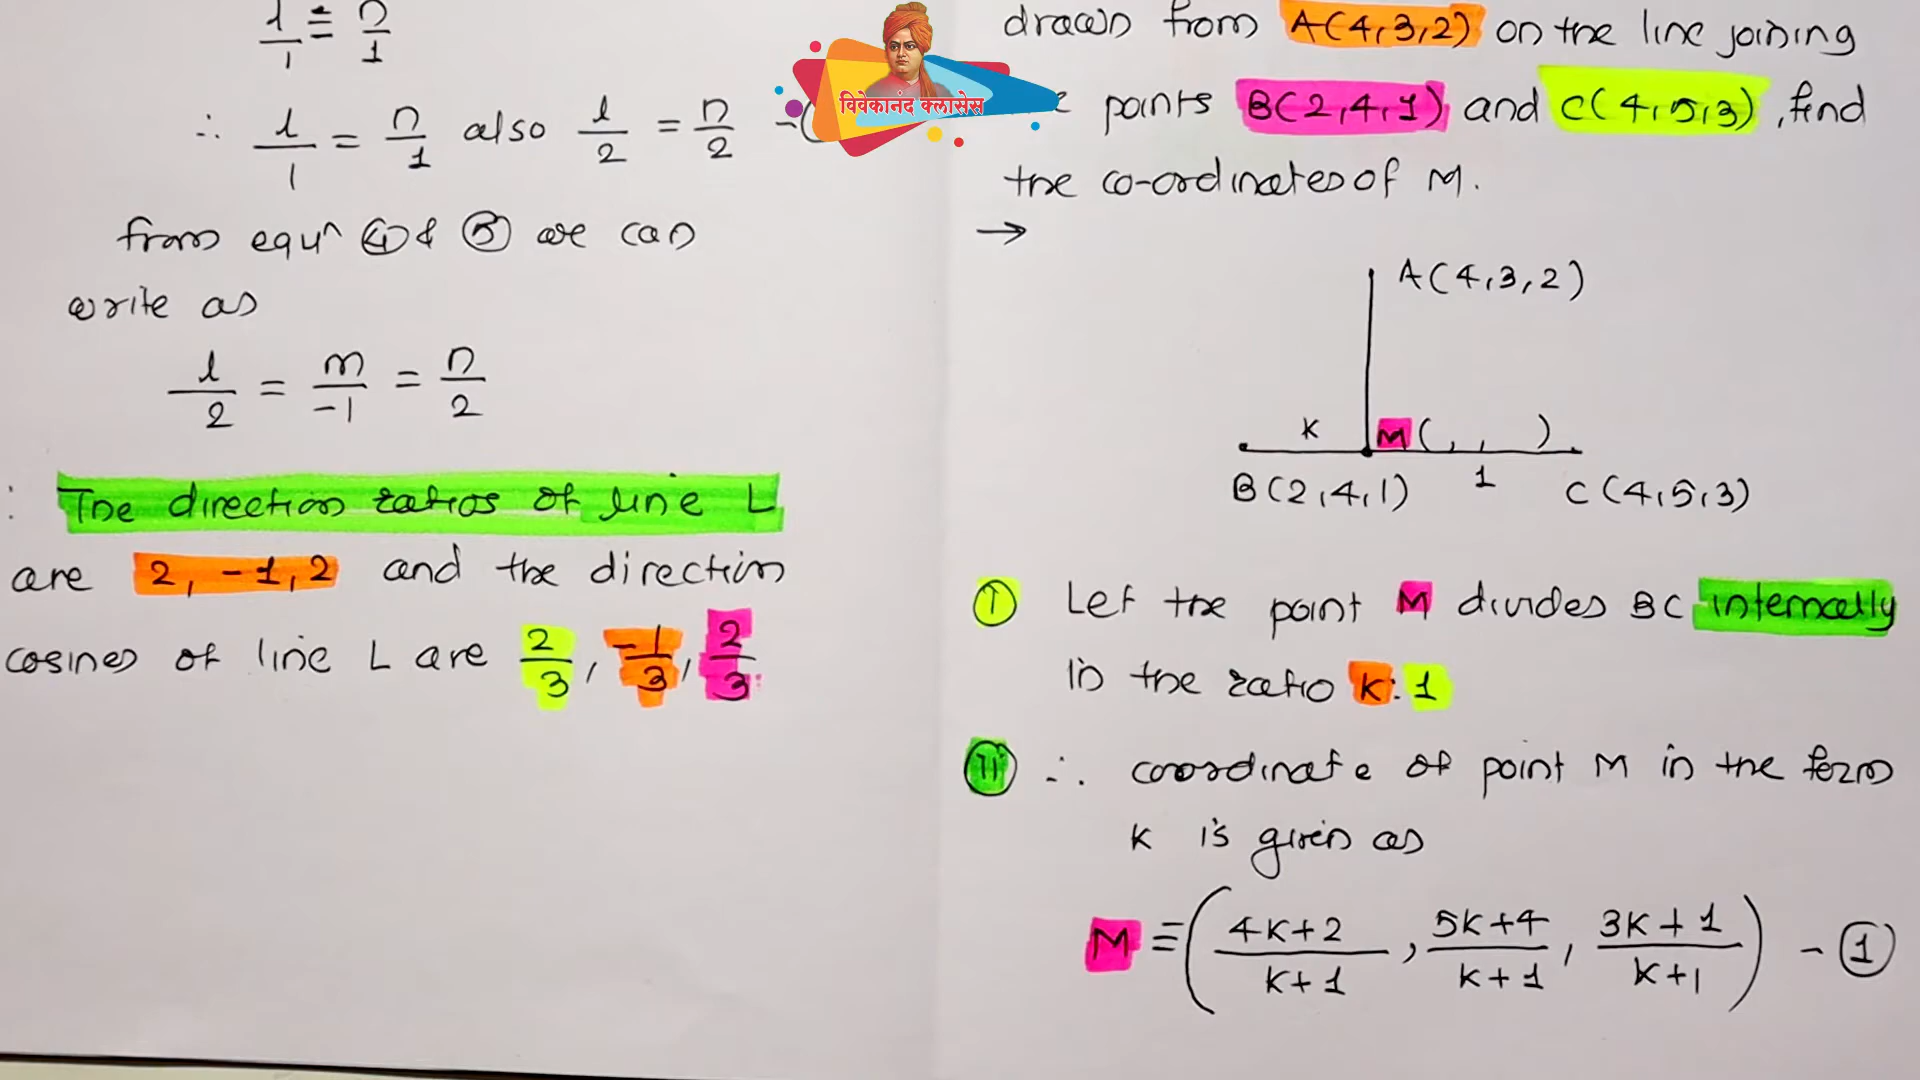 l/1 = n/1
∴ l/1 = n/1 also l/2 = n/2 -(
from equⁿ ④ & ⑤ we can
write as
l/2 = m/-1 = n/2
: The direction ratios of line L
are 2, -1, 2 and the direction
cosines of line L are 2/3, -1/3, 2/3
विवेकानंद क्लासेस
drawn from A(4,3,2) on the line joining
points B(2,4,1) and C(4,5,3), find
the co-ordinates of M.
→
A(4,3,2)
K M( , , )
B(2,4,1) 1 C(4,5,3)
(I) Let the point M divides BC internally
in the ratio K:1
(II) ∴ coordinate of point M in the form
K is given as
M ≡ ( 4K+2/K+1 , 5K+4/K+1 , 3K+1/K+1 ) - ①